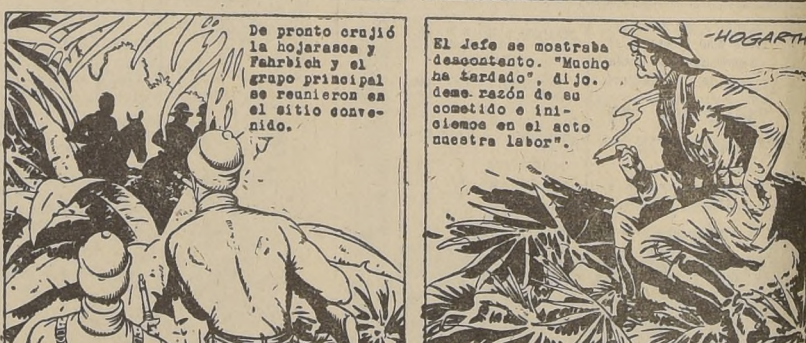 De pronto crujió
la hojarasca y
Fahrbich y el
grupo principal
se reunieron en
el sitio conve-
nido.
El Jefe se mostraba
descontento. "Mucho
ha tardado", dijo.
deme razón de su
cometido e ini-
ciemos en el acto
nuestra labor".
-HOGARTH